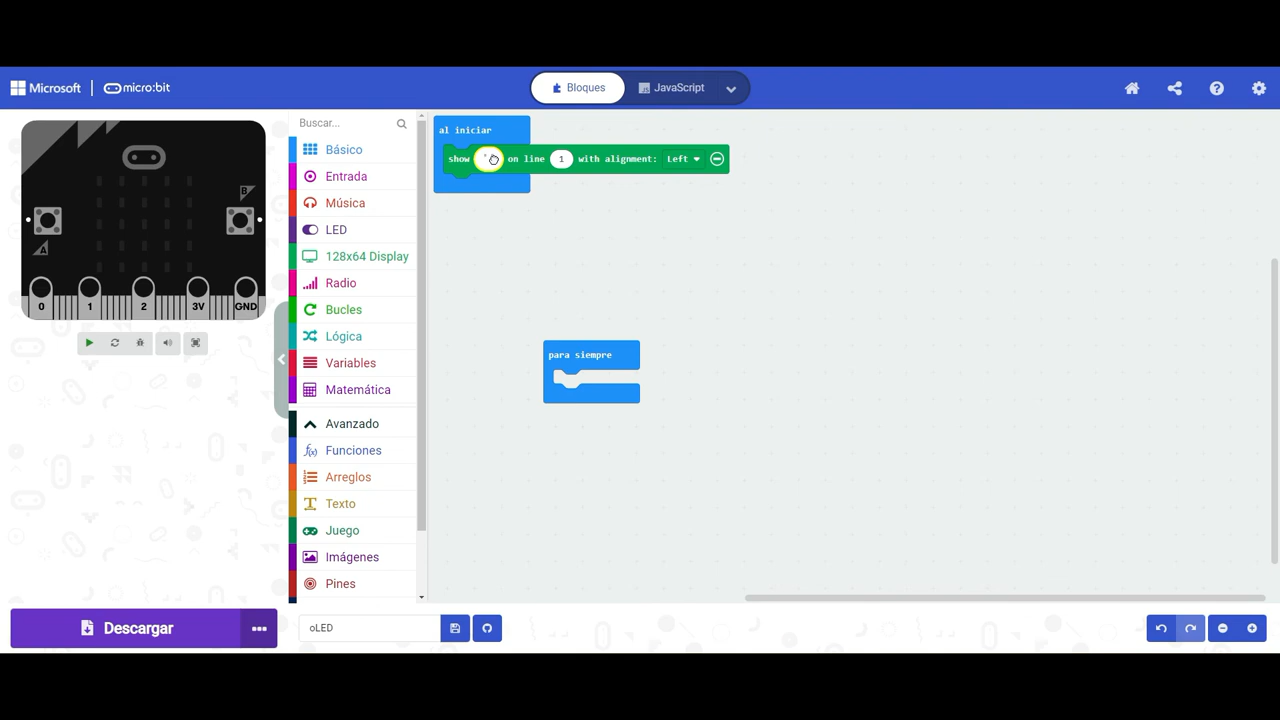 Microsoft | micro:bit
Bloques
JavaScript
B
A
0 1 2 3V GND
Buscar...
Básico
Entrada
Música
LED
128x64 Display
Radio
Bucles
Lógica
Variables
Matemática
Avanzado
Funciones
Arreglos
Texto
Juego
Imágenes
Pines
al iniciar
show " " on line 1 with alignment: Left
para siempre
Descargar
...
oLED